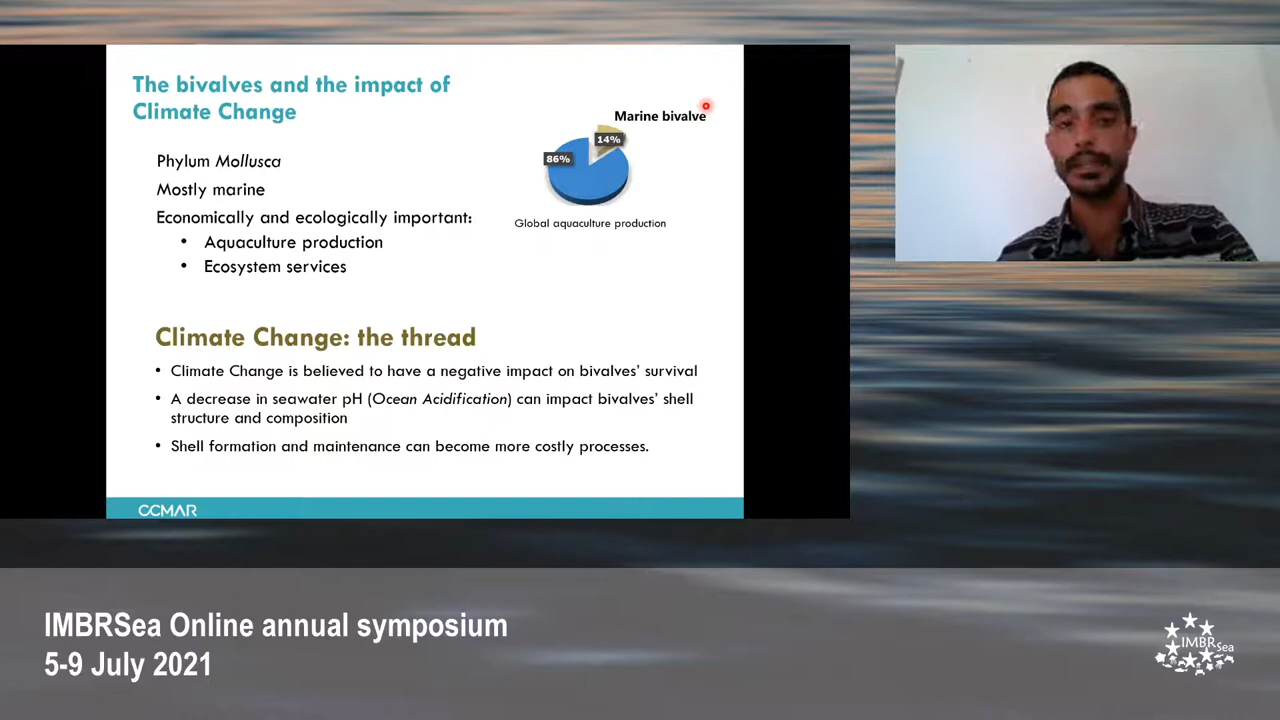 The bivalves and the impact of
Climate Change
Marine bivalve
14%
86%
Global aquaculture production
Phylum Mollusca
Mostly marine
Economically and ecologically important:
• Aquaculture production
• Ecosystem services
Climate Change: the thread
• Climate Change is believed to have a negative impact on bivalves’ survival
• A decrease in seawater pH (Ocean Acidification) can impact bivalves’ shell
structure and composition
• Shell formation and maintenance can become more costly processes.
CCMAR
IMBRSea Online annual symposium
5-9 July 2021
IMBRSea